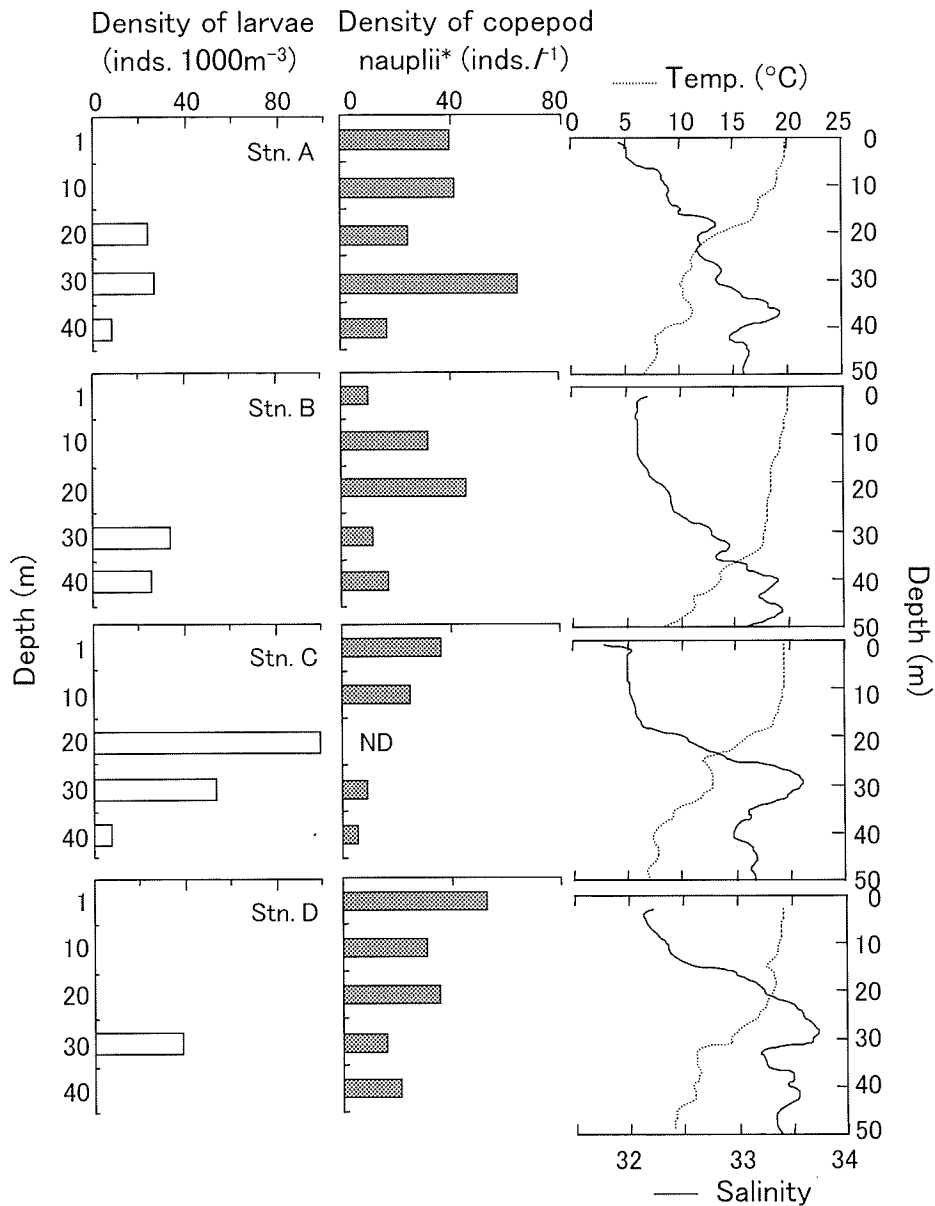 Density of larvae
(inds. 1000m⁻³)
0 40 80
Density of copepod
nauplii* (inds.l⁻¹)
0 40 80
Temp. (°C)
0 5 10 15 20 25
Stn. A
1
10
20
30
40
0
10
20
30
40
50
Stn. B
1
10
20
30
40
0
10
20
30
40
50
Stn. C
1
10
20
30
40
ND
0
10
20
30
40
50
Stn. D
1
10
20
30
40
0
10
20
30
40
50
Depth (m)
Depth (m)
32 33 34
Salinity